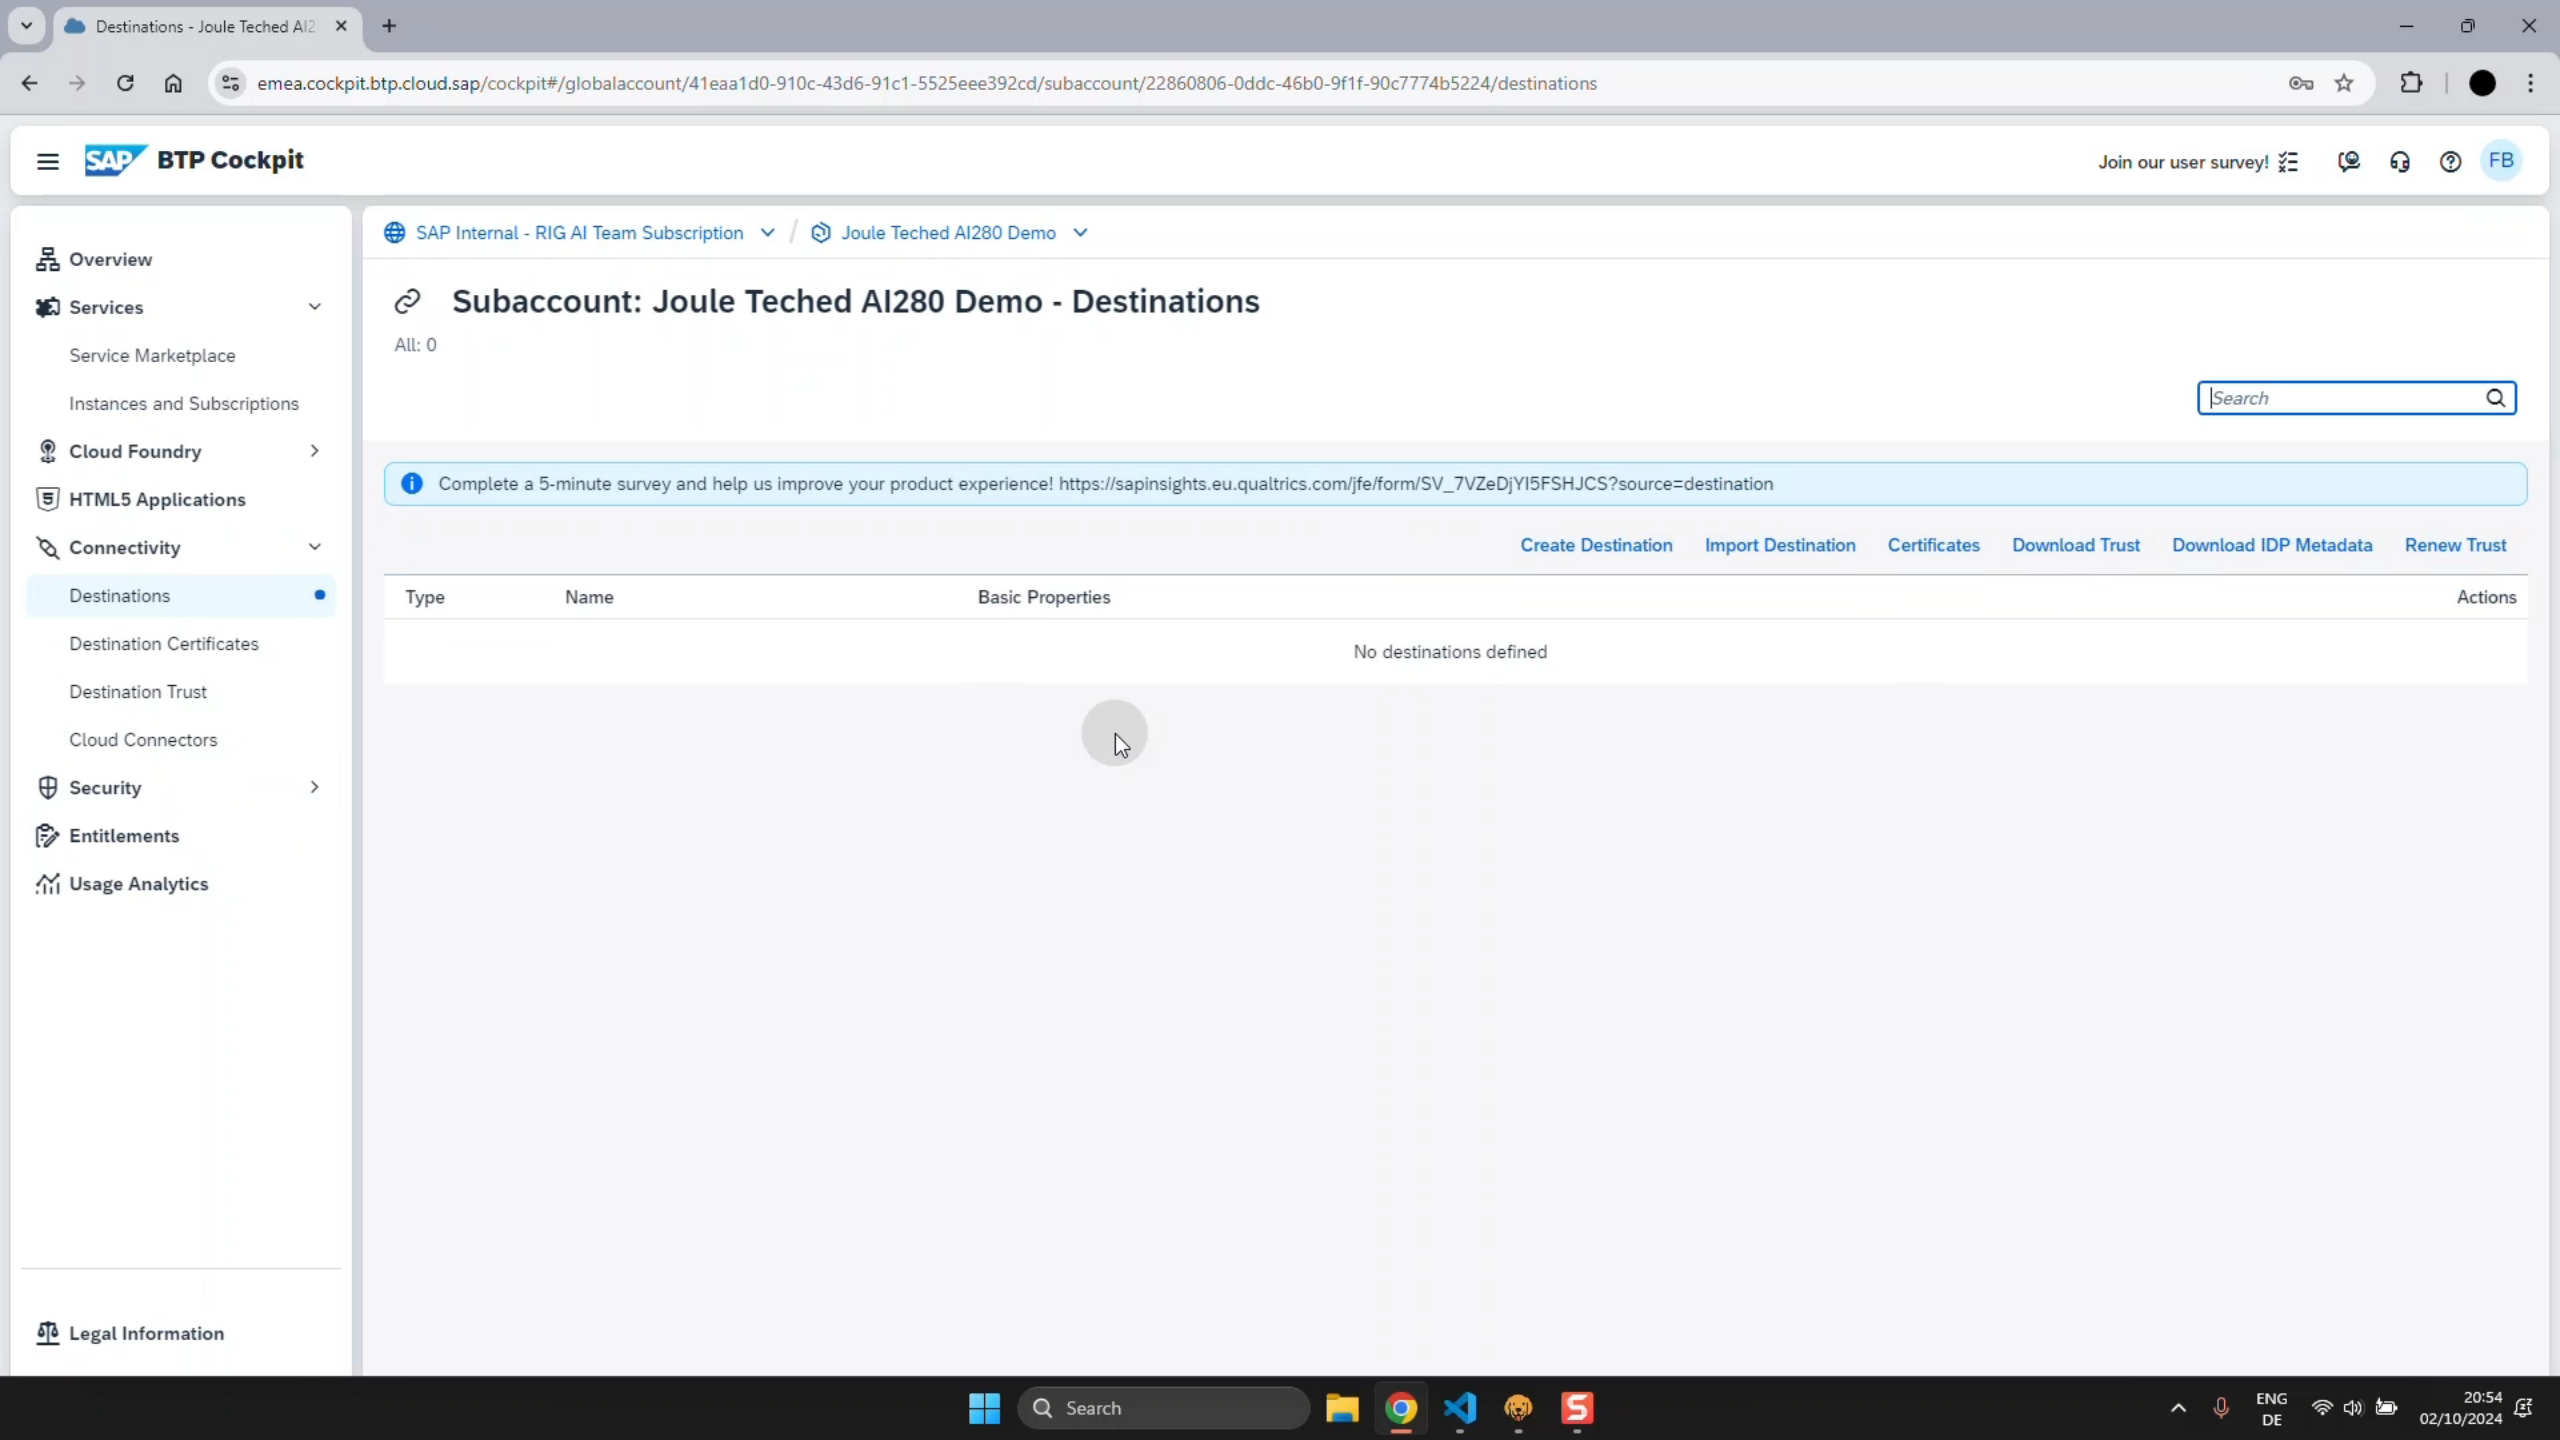 Destinations - Joule Teched AI2
emea.cockpit.btp.cloud.sap/cockpit#/globalaccount/41eaa1d0-910c-43d6-91c1-5525eee392cd/subaccount/22860806-0ddc-46b0-9f1f-90c7774b5224/destinations
SAP BTP Cockpit
Join our user survey!
FB
Overview
Services
Service Marketplace
Instances and Subscriptions
Cloud Foundry
HTML5 Applications
Connectivity
Destinations
Destination Certificates
Destination Trust
Cloud Connectors
Security
Entitlements
Usage Analytics
Legal Information
SAP Internal - RIG AI Team Subscription / Joule Teched AI280 Demo
Subaccount: Joule Teched AI280 Demo - Destinations
All: 0
Search
Complete a 5-minute survey and help us improve your product experience! https://sapinsights.eu.qualtrics.com/jfe/form/SV_7VZeDjYI5FSHJCS?source=destination
Create Destination Import Destination Certificates Download Trust Download IDP Metadata Renew Trust
Type Name Basic Properties Actions
No destinations defined
Search
ENG
DE
20:54
02/10/2024